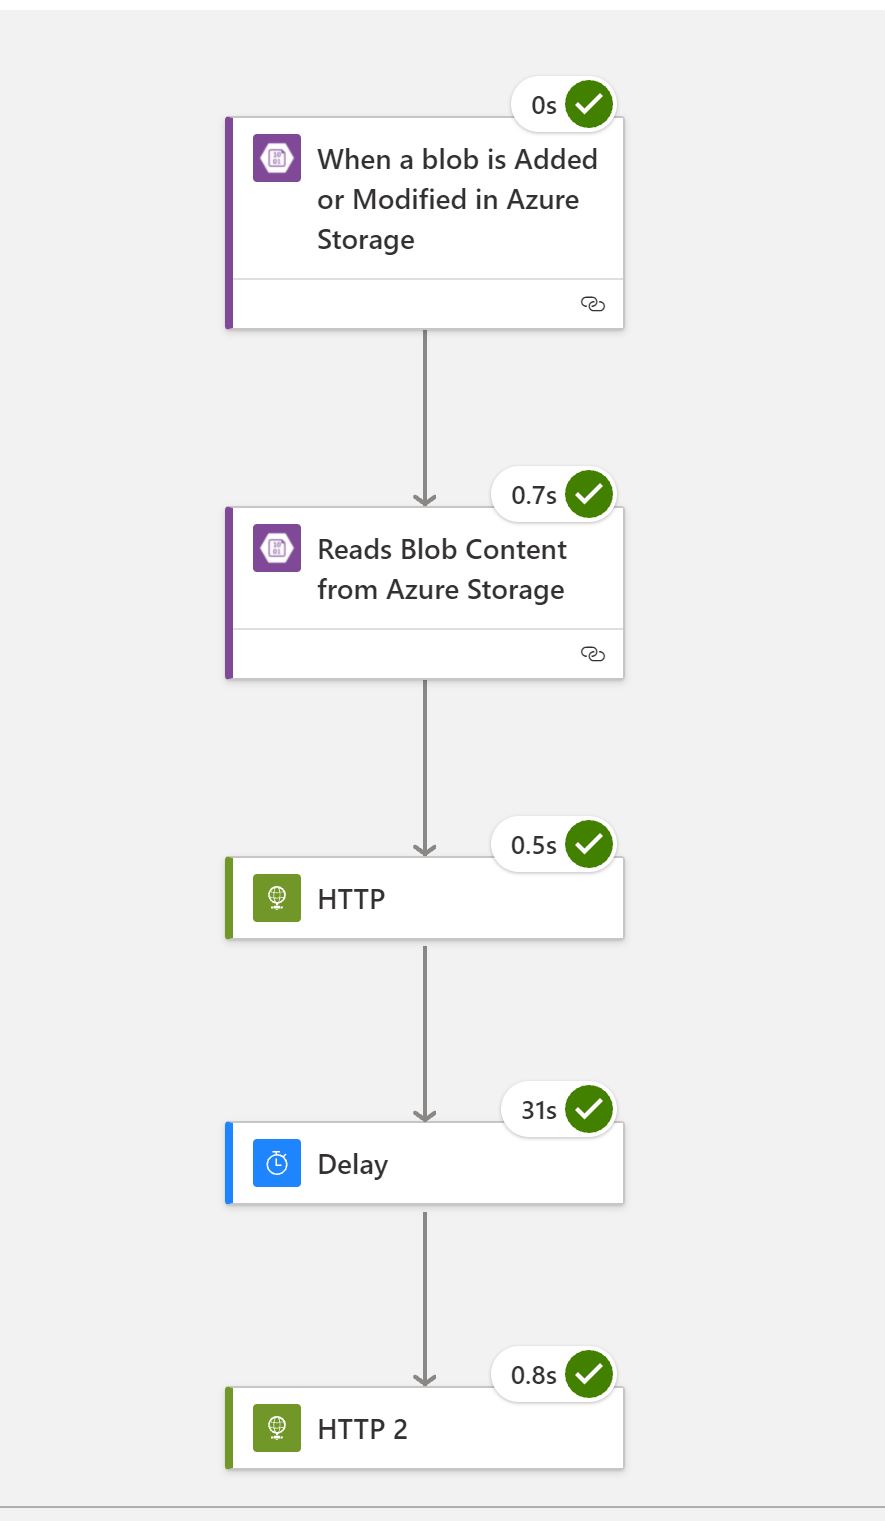 0s
When a blob is Added
or Modified in Azure
Storage
0.7s
Reads Blob Content
from Azure Storage
0.5s
HTTP
31s
Delay
0.8s
HTTP 2